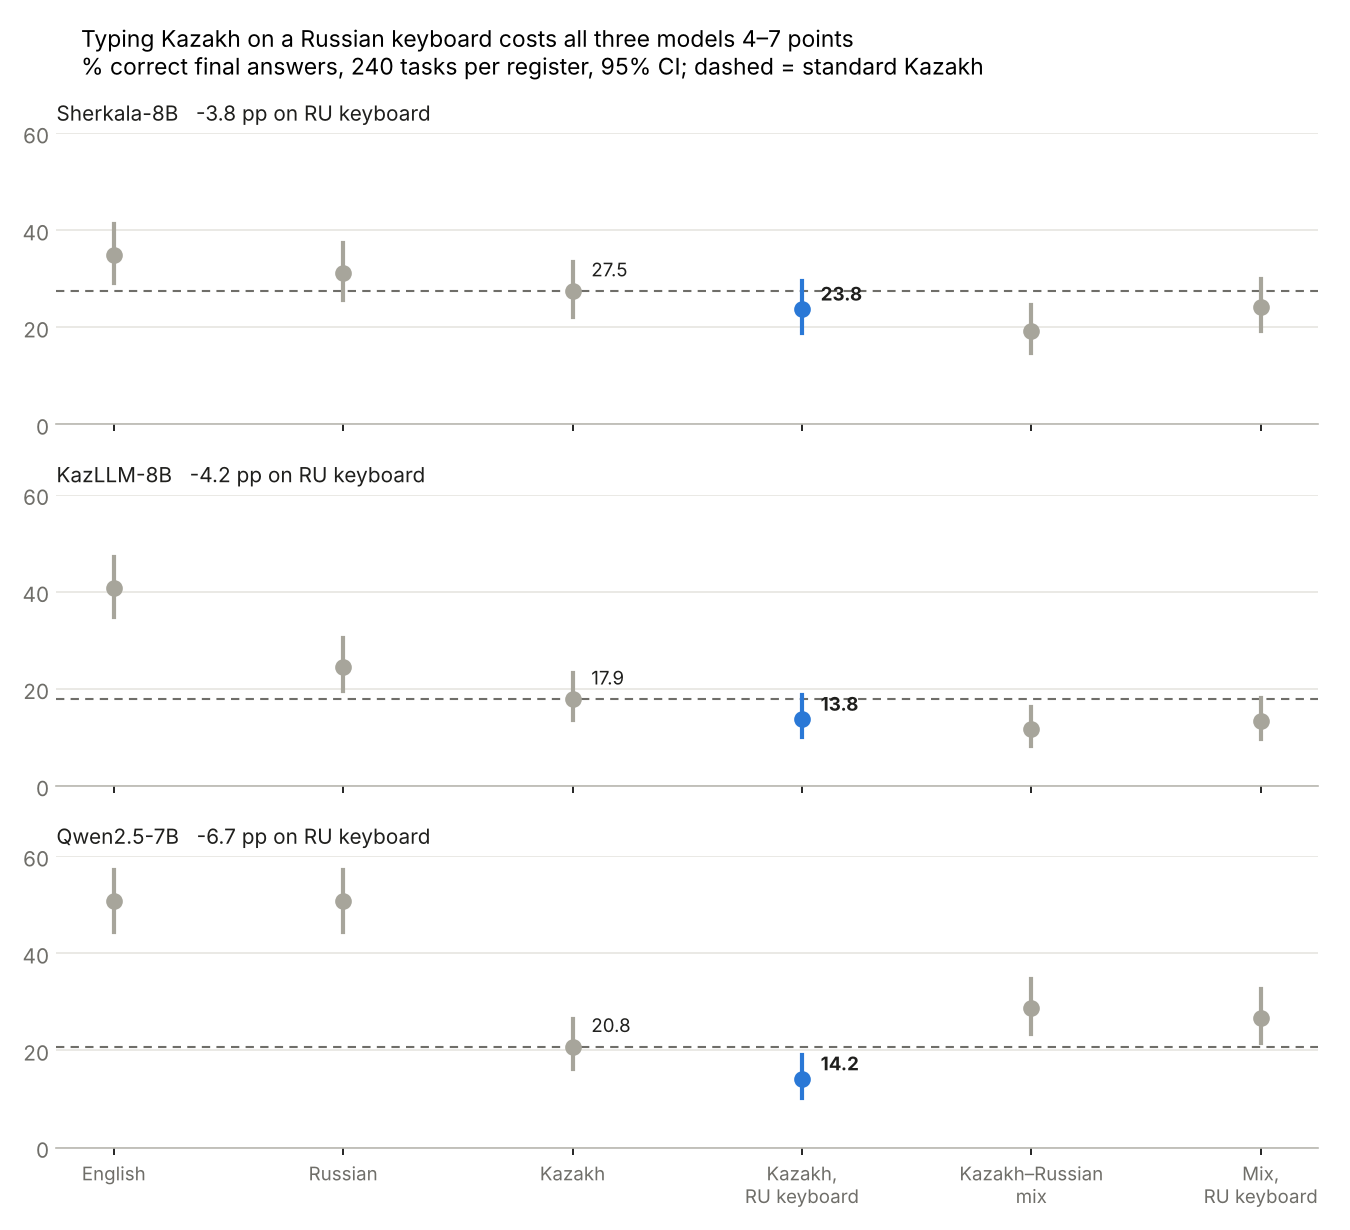 Typing Kazakh on a Russian keyboard costs all three models 4–7 points
% correct final answers, 240 tasks per register, 95% CI; dashed = standard Kazakh
Sherkala-8B -3.8 pp on RU keyboard
60
40
27.5
23.8
20
0
KazLLM-8B -4.2 pp on RU keyboard
60
40
17.9
20
13.8
0
Qwen2.5-7B -6.7 pp on RU keyboard
60
40
20.8
20
14.2
0
English
Russian
Kazakh
Kazakh,
RU keyboard
Kazakh–Russian
mix
Mix,
RU keyboard